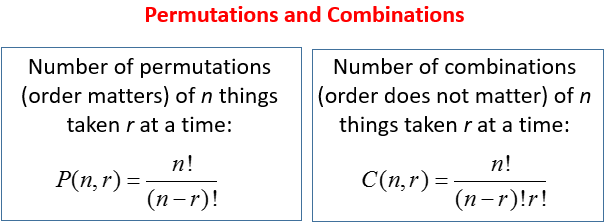 Permutations and Combinations
Number of permutations
(order matters) of n things
taken r at a time:
P(n,r) = n! / (n−r)!
Number of combinations
(order does not matter) of n
things taken r at a time:
C(n,r) = n! / (n−r)!r!